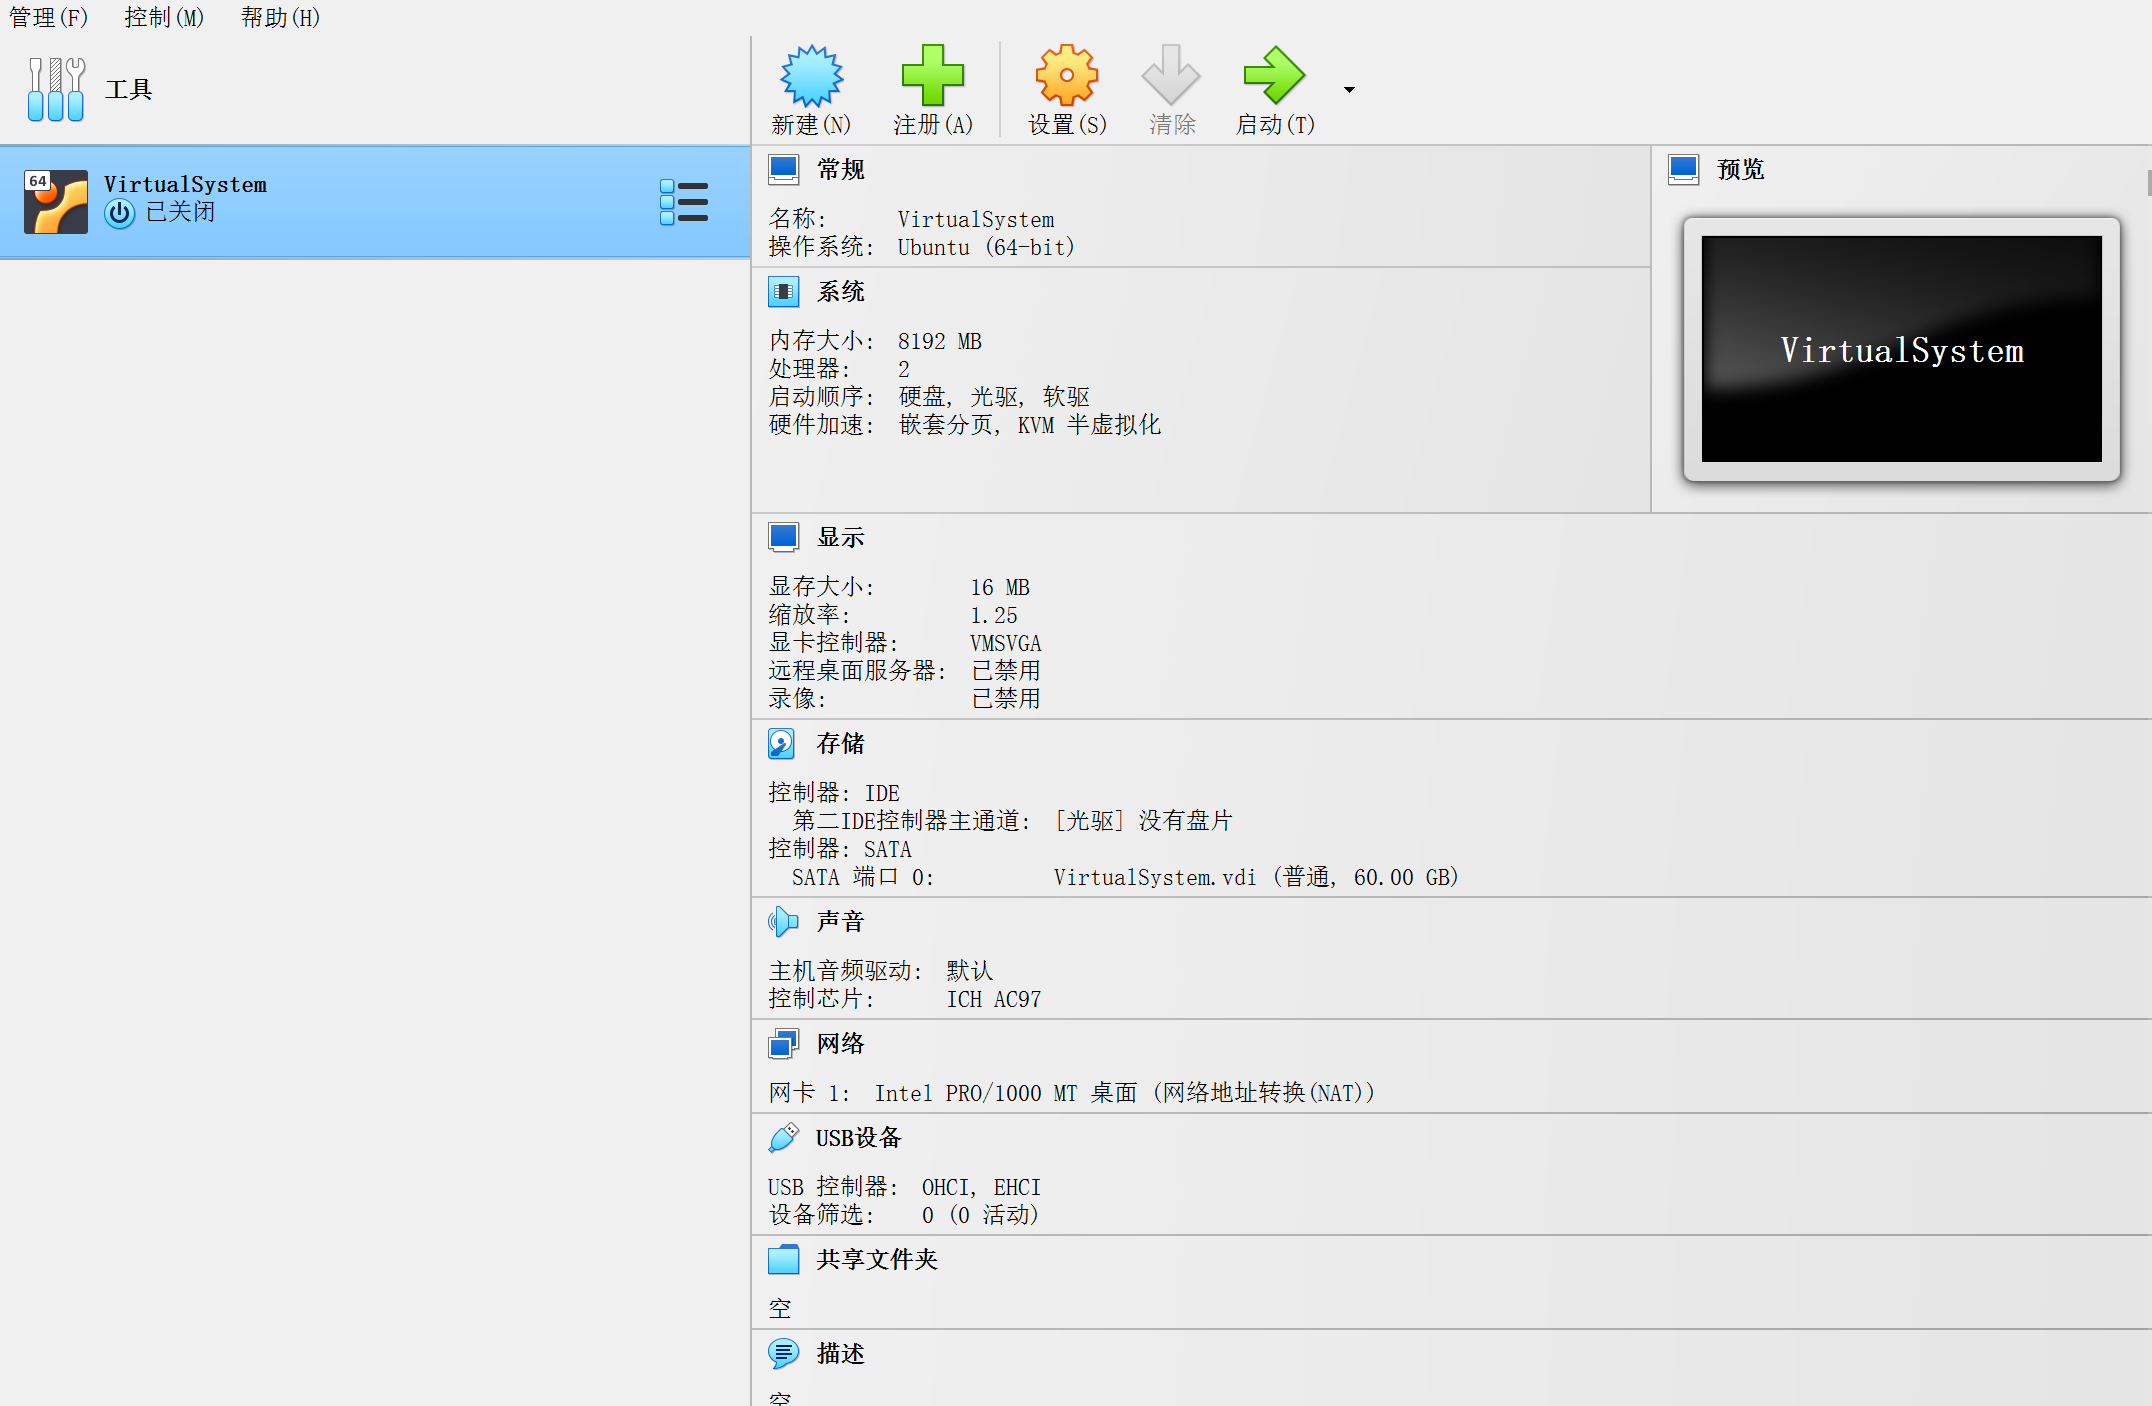 管理(F) 控制(M) 帮助(H)
工具
新建(N) 注册(A) 设置(S) 清除 启动(T)
64
VirtualSystem
已关闭
常规
名称: VirtualSystem
操作系统: Ubuntu (64-bit)
预览
VirtualSystem
系统
内存大小: 8192 MB
处理器: 2
启动顺序: 硬盘, 光驱, 软驱
硬件加速: 嵌套分页, KVM 半虚拟化
显示
显存大小: 16 MB
缩放率: 1.25
显卡控制器: VMSVGA
远程桌面服务器: 已禁用
录像: 已禁用
存储
控制器: IDE
第二IDE控制器主通道: [光驱] 没有盘片
控制器: SATA
SATA 端口 0: VirtualSystem.vdi (普通, 60.00 GB)
声音
主机音频驱动: 默认
控制芯片: ICH AC97
网络
网卡 1: Intel PRO/1000 MT 桌面 (网络地址转换(NAT))
USB设备
USB 控制器: OHCI, EHCI
设备筛选: 0 (0 活动)
共享文件夹
空
描述
空